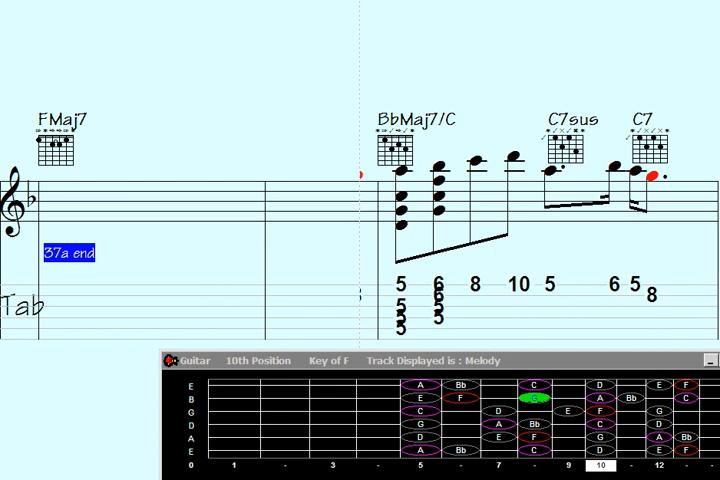 FMaj7 BbMaj7/C C7sus C7
37a end
Tab
5 6 8 10 5 6 5
6 8
5 5
5 5
5
Guitar 10th Position Key of F Track Displayed is : Melody
E A Bb C D E F
B E F G A Bb C
G C D E F G
D G A Bb C D
A D E F G A Bb
E A Bb C D E F
0 1 - 3 - 5 - 7 - 9 10 - 12 - -